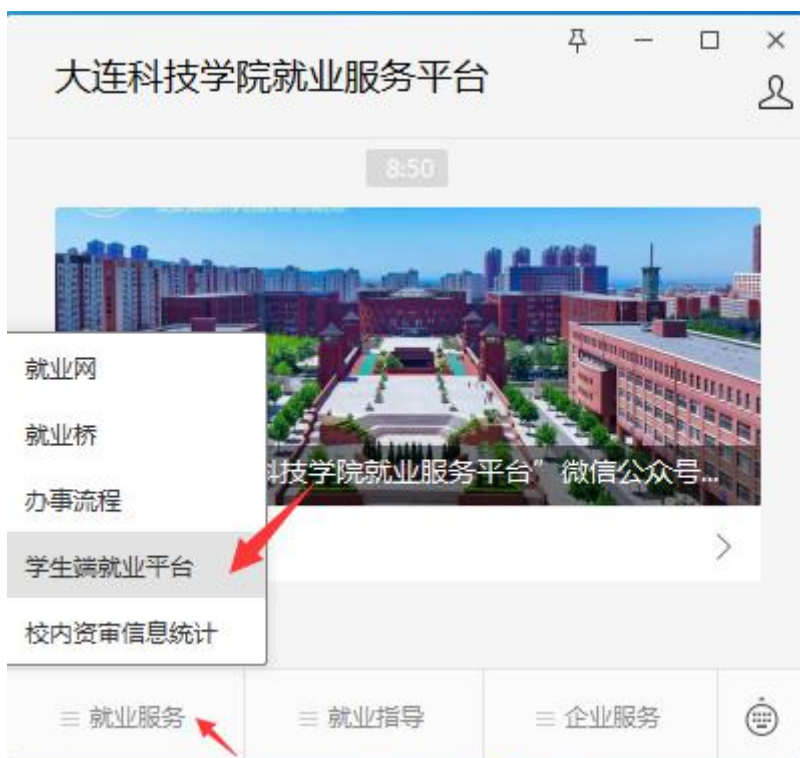 大连科技学院就业服务平台
8:50
科技学院就业服务平台”微信公众号...
就业网
就业桥
办事流程
学生端就业平台
校内资审信息统计
就业服务
就业指导
企业服务